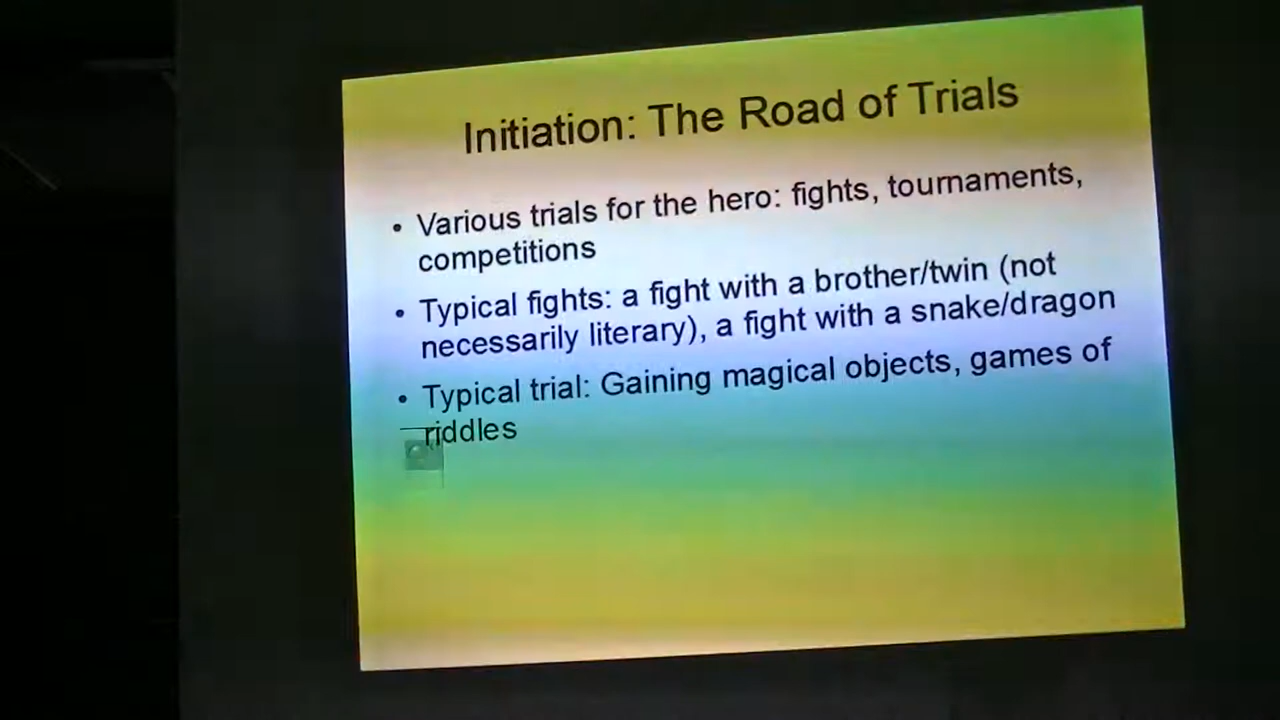 Initiation: The Road of Trials
• Various trials for the hero: fights, tournaments,
competitions
• Typical fights: a fight with a brother/twin (not
necessarily literary), a fight with a snake/dragon
• Typical trial: Gaining magical objects, games of
riddles